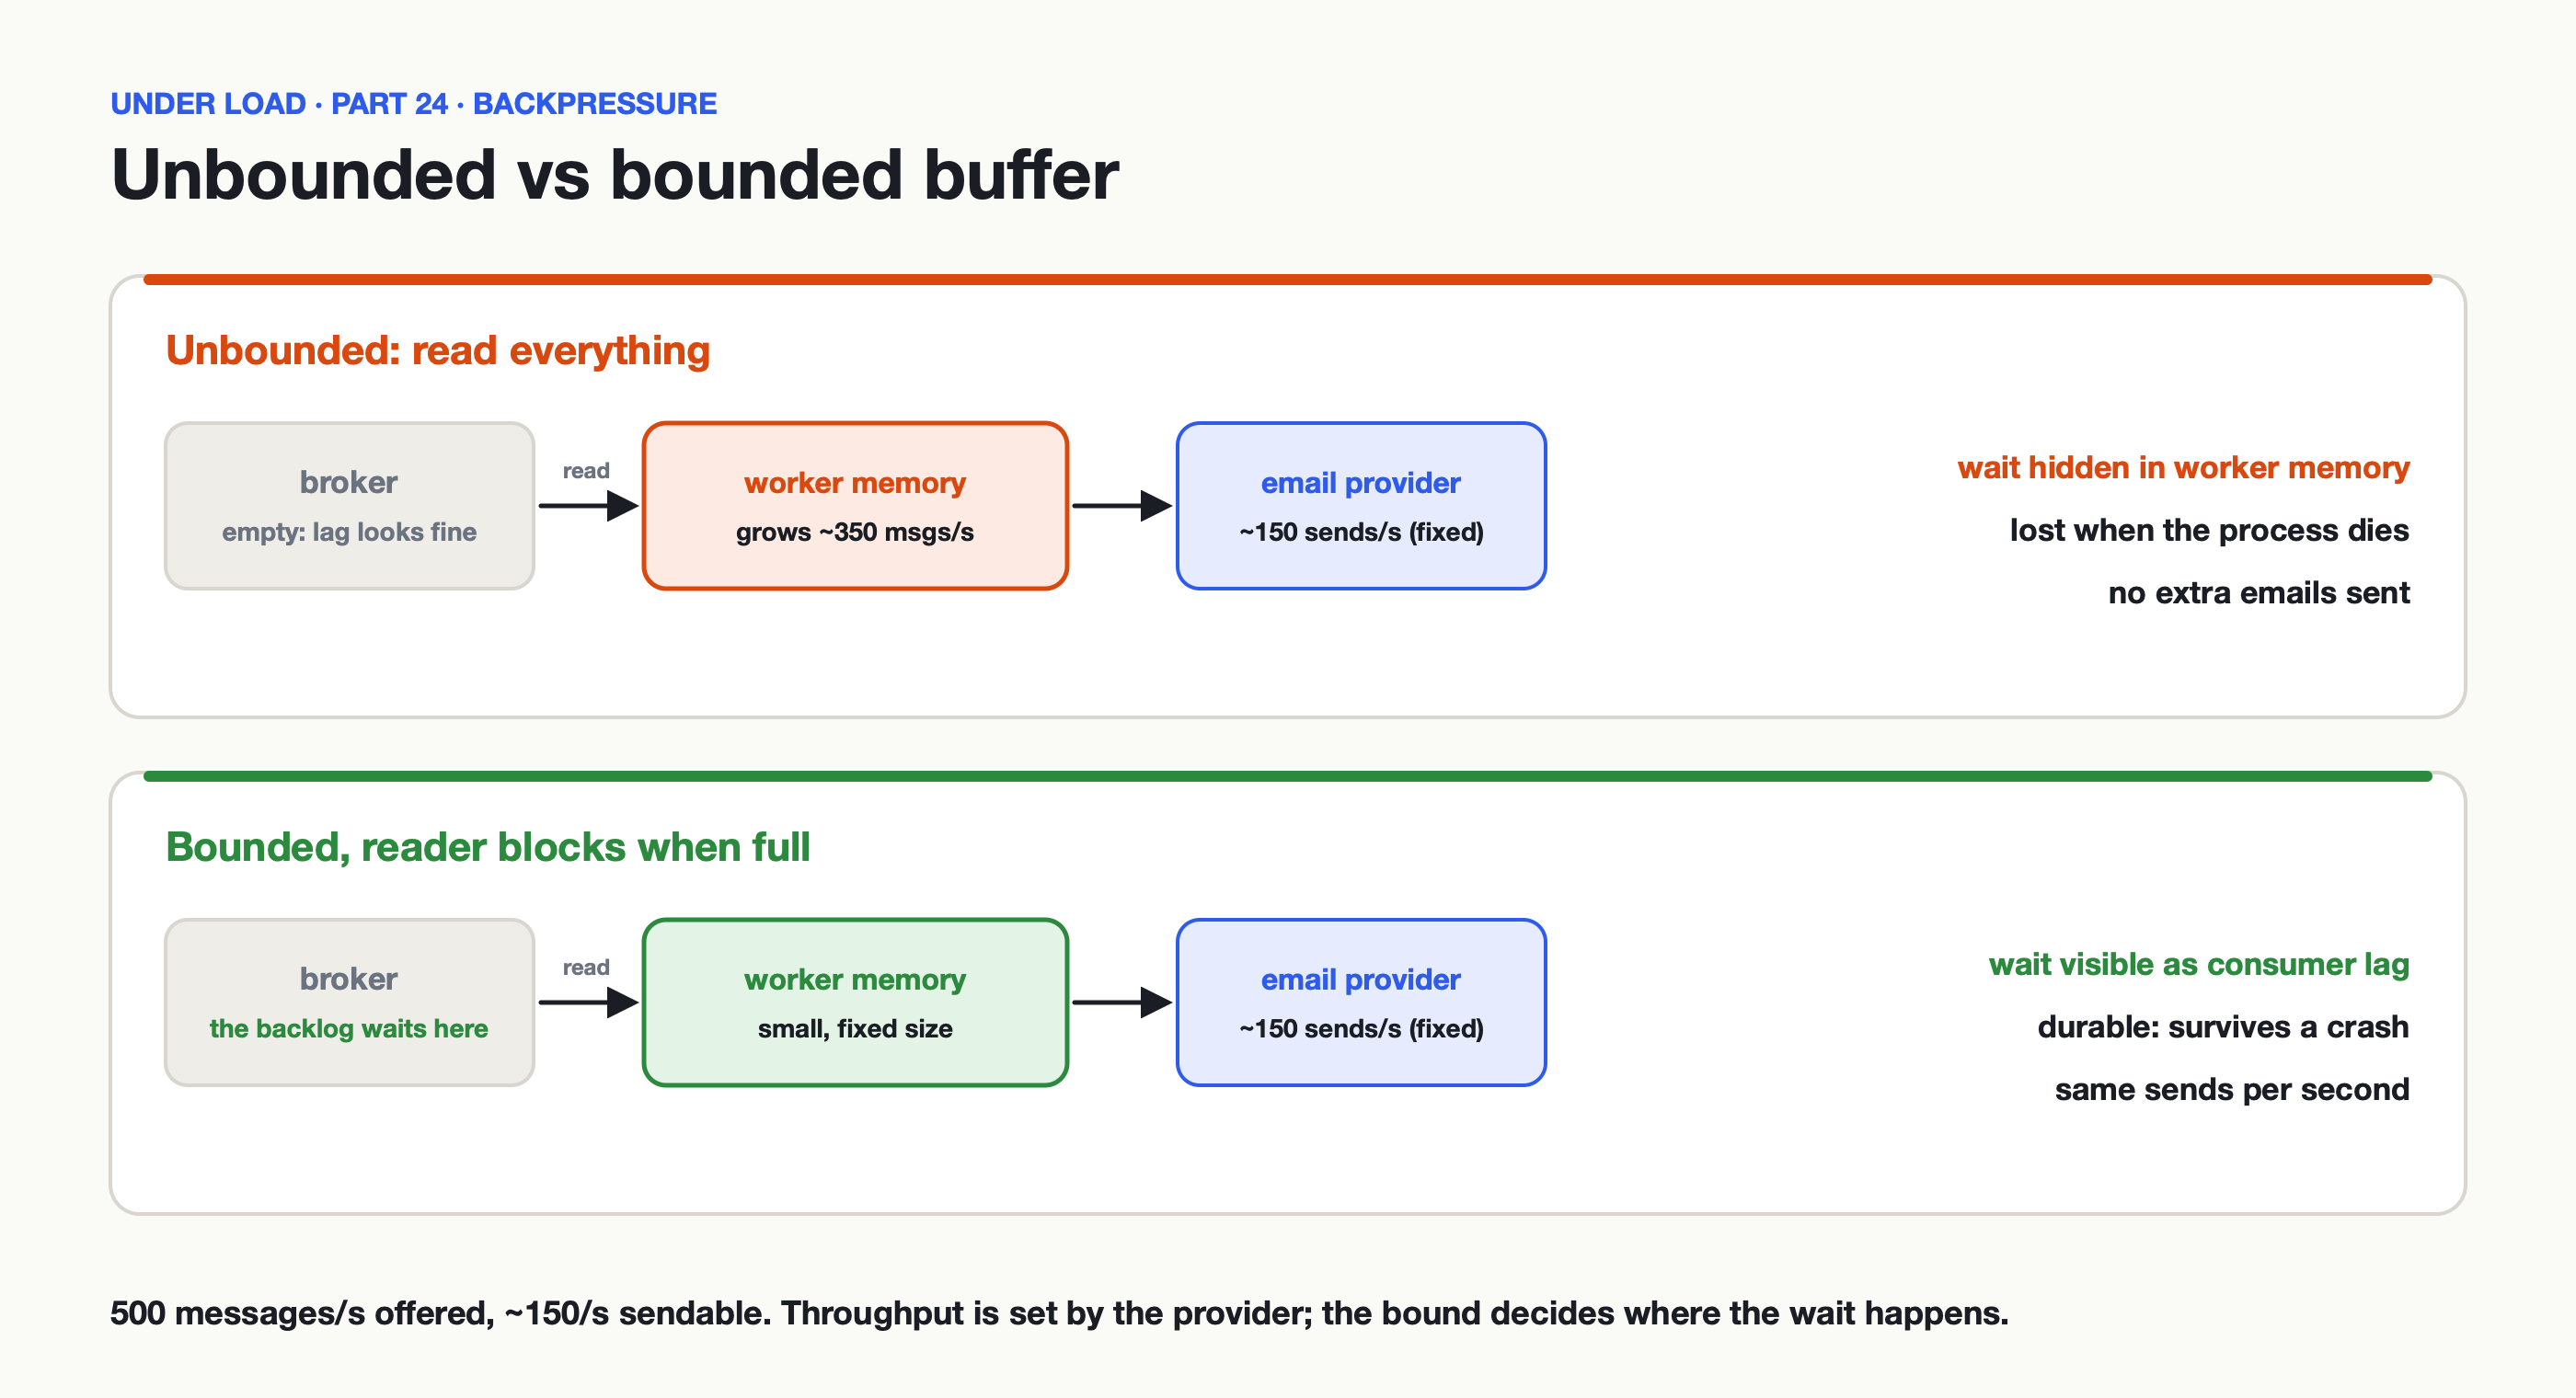 UNDER LOAD · PART 24 · BACKPRESSURE
Unbounded vs bounded buffer
Unbounded: read everything
broker
empty: lag looks fine
read
worker memory
grows ~350 msgs/s
email provider
~150 sends/s (fixed)
wait hidden in worker memory
lost when the process dies
no extra emails sent
Bounded, reader blocks when full
broker
the backlog waits here
read
worker memory
small, fixed size
email provider
~150 sends/s (fixed)
wait visible as consumer lag
durable: survives a crash
same sends per second
500 messages/s offered, ~150/s sendable. Throughput is set by the provider; the bound decides where the wait happens.